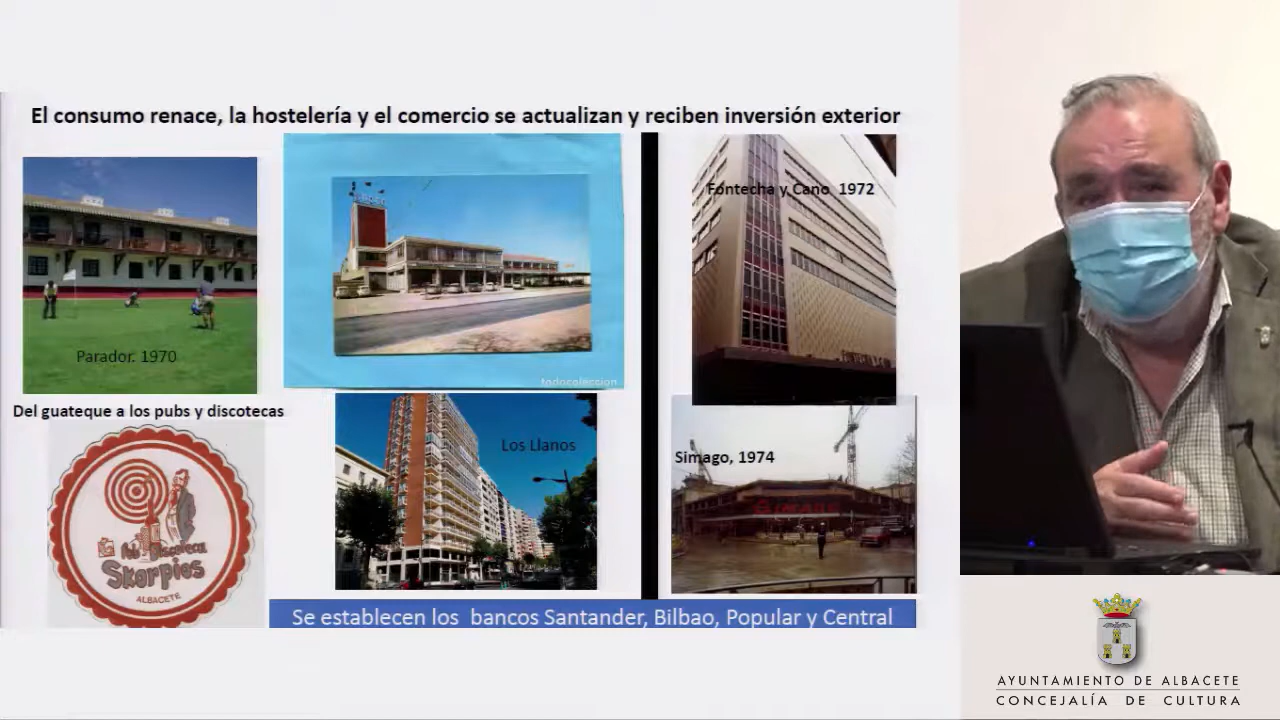 El consumo renace, la hostelería y el comercio se actualizan y reciben inversión exterior
Fontecha y Cano 1972
Parador. 1970
todocoleccion
Del guateque a los pubs y discotecas
Los Llanos
Simago, 1974
Pub Discoteca
Skorpios
ALBACETE
Se establecen los bancos Santander, Bilbao, Popular y Central
AYUNTAMIENTO DE ALBACETE
CONCEJALÍA DE CULTURA